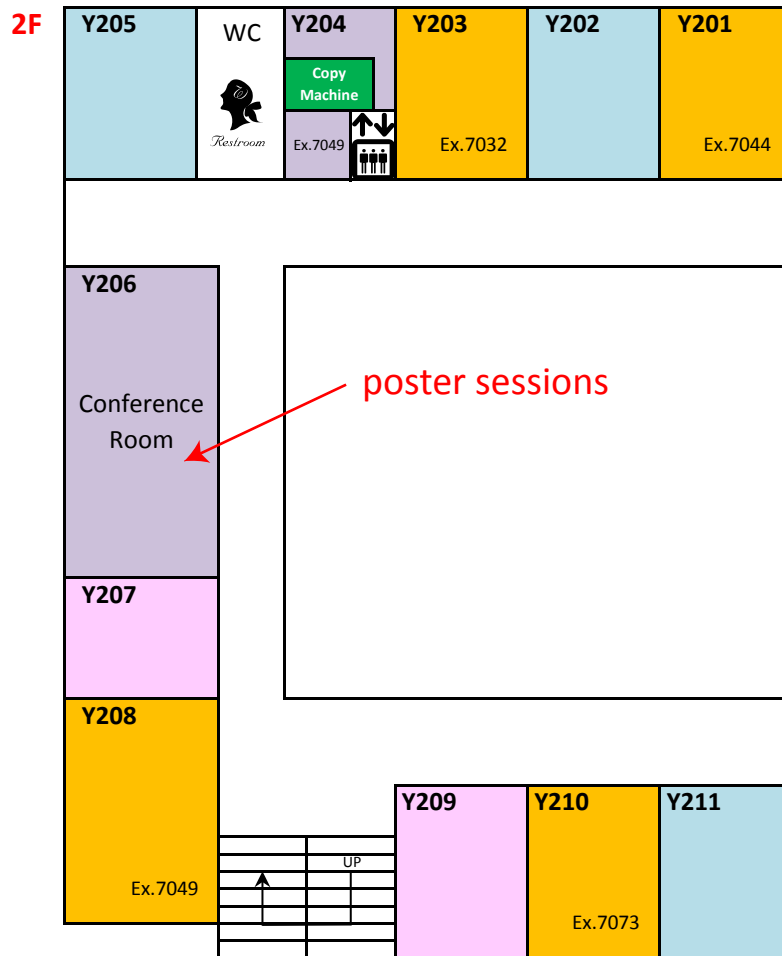 2F
Y205
WC
Y204
Y203
Y202
Y201
Copy
Machine
Restroom
Ex.7049
Ex.7032
Ex.7044
Y206
poster sessions
Conference
Room
Y207
Y208
Y209
Y210
Y211
UP
Ex.7049
Ex.7073